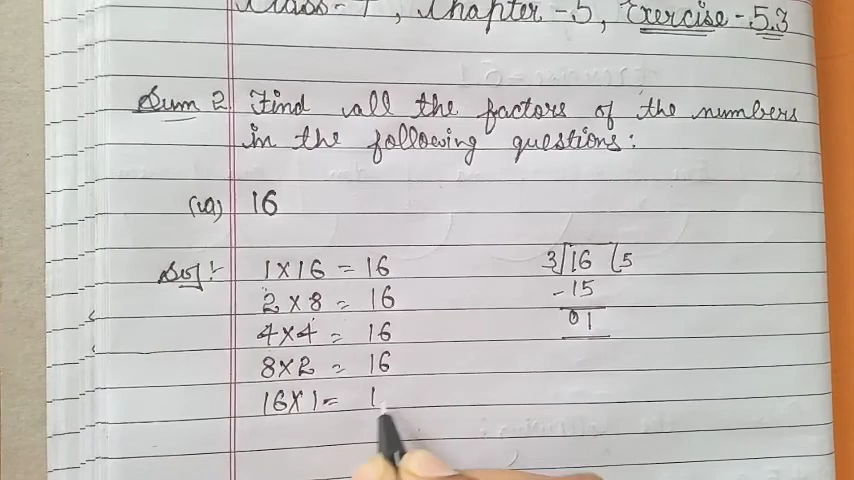 Class-4, Chapter-5, Exercise-5.3
Sum 2. Find all the factors of the numbers
in the following questions:
(a) 16
Sol:- 1×16 = 16
2×8 = 16
4×4 = 16
8×2 = 16
16×1= 1
3)16(5
-15
01